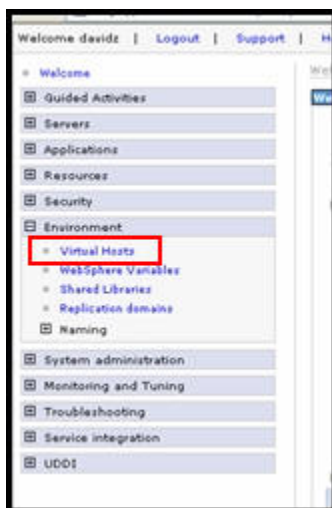 Welcome davidz | Logout | Support | H
Welcome
Guided Activities
Servers
Applications
Resources
Security
Environment
Virtual Hosts
WebSphere Variables
Shared Libraries
Replication domains
Naming
System administration
Monitoring and Tuning
Troubleshooting
Service integration
UDDI